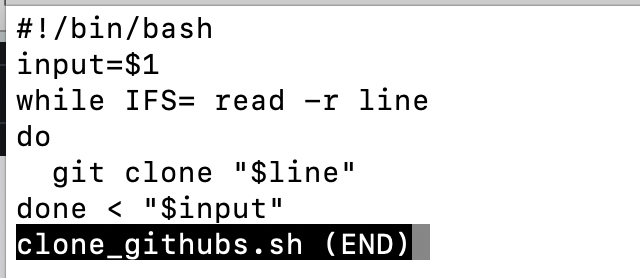 #!/bin/bash
input=$1
while IFS= read -r line
do
  git clone "$line"
done < "$input"
clone_githubs.sh (END)